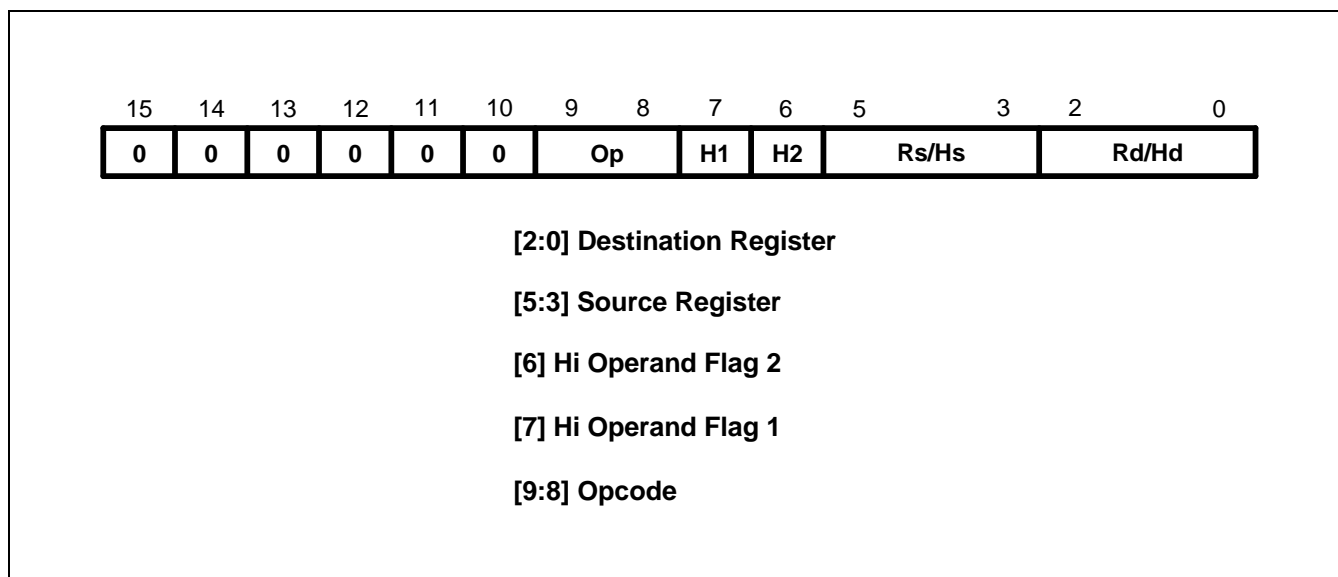 15 14 13 12 11 10 9 8 7 6 5 3 2 0
0 0 0 0 0 0 Op H1 H2 Rs/Hs Rd/Hd
[2:0] Destination Register
[5:3] Source Register
[6] Hi Operand Flag 2
[7] Hi Operand Flag 1
[9:8] Opcode